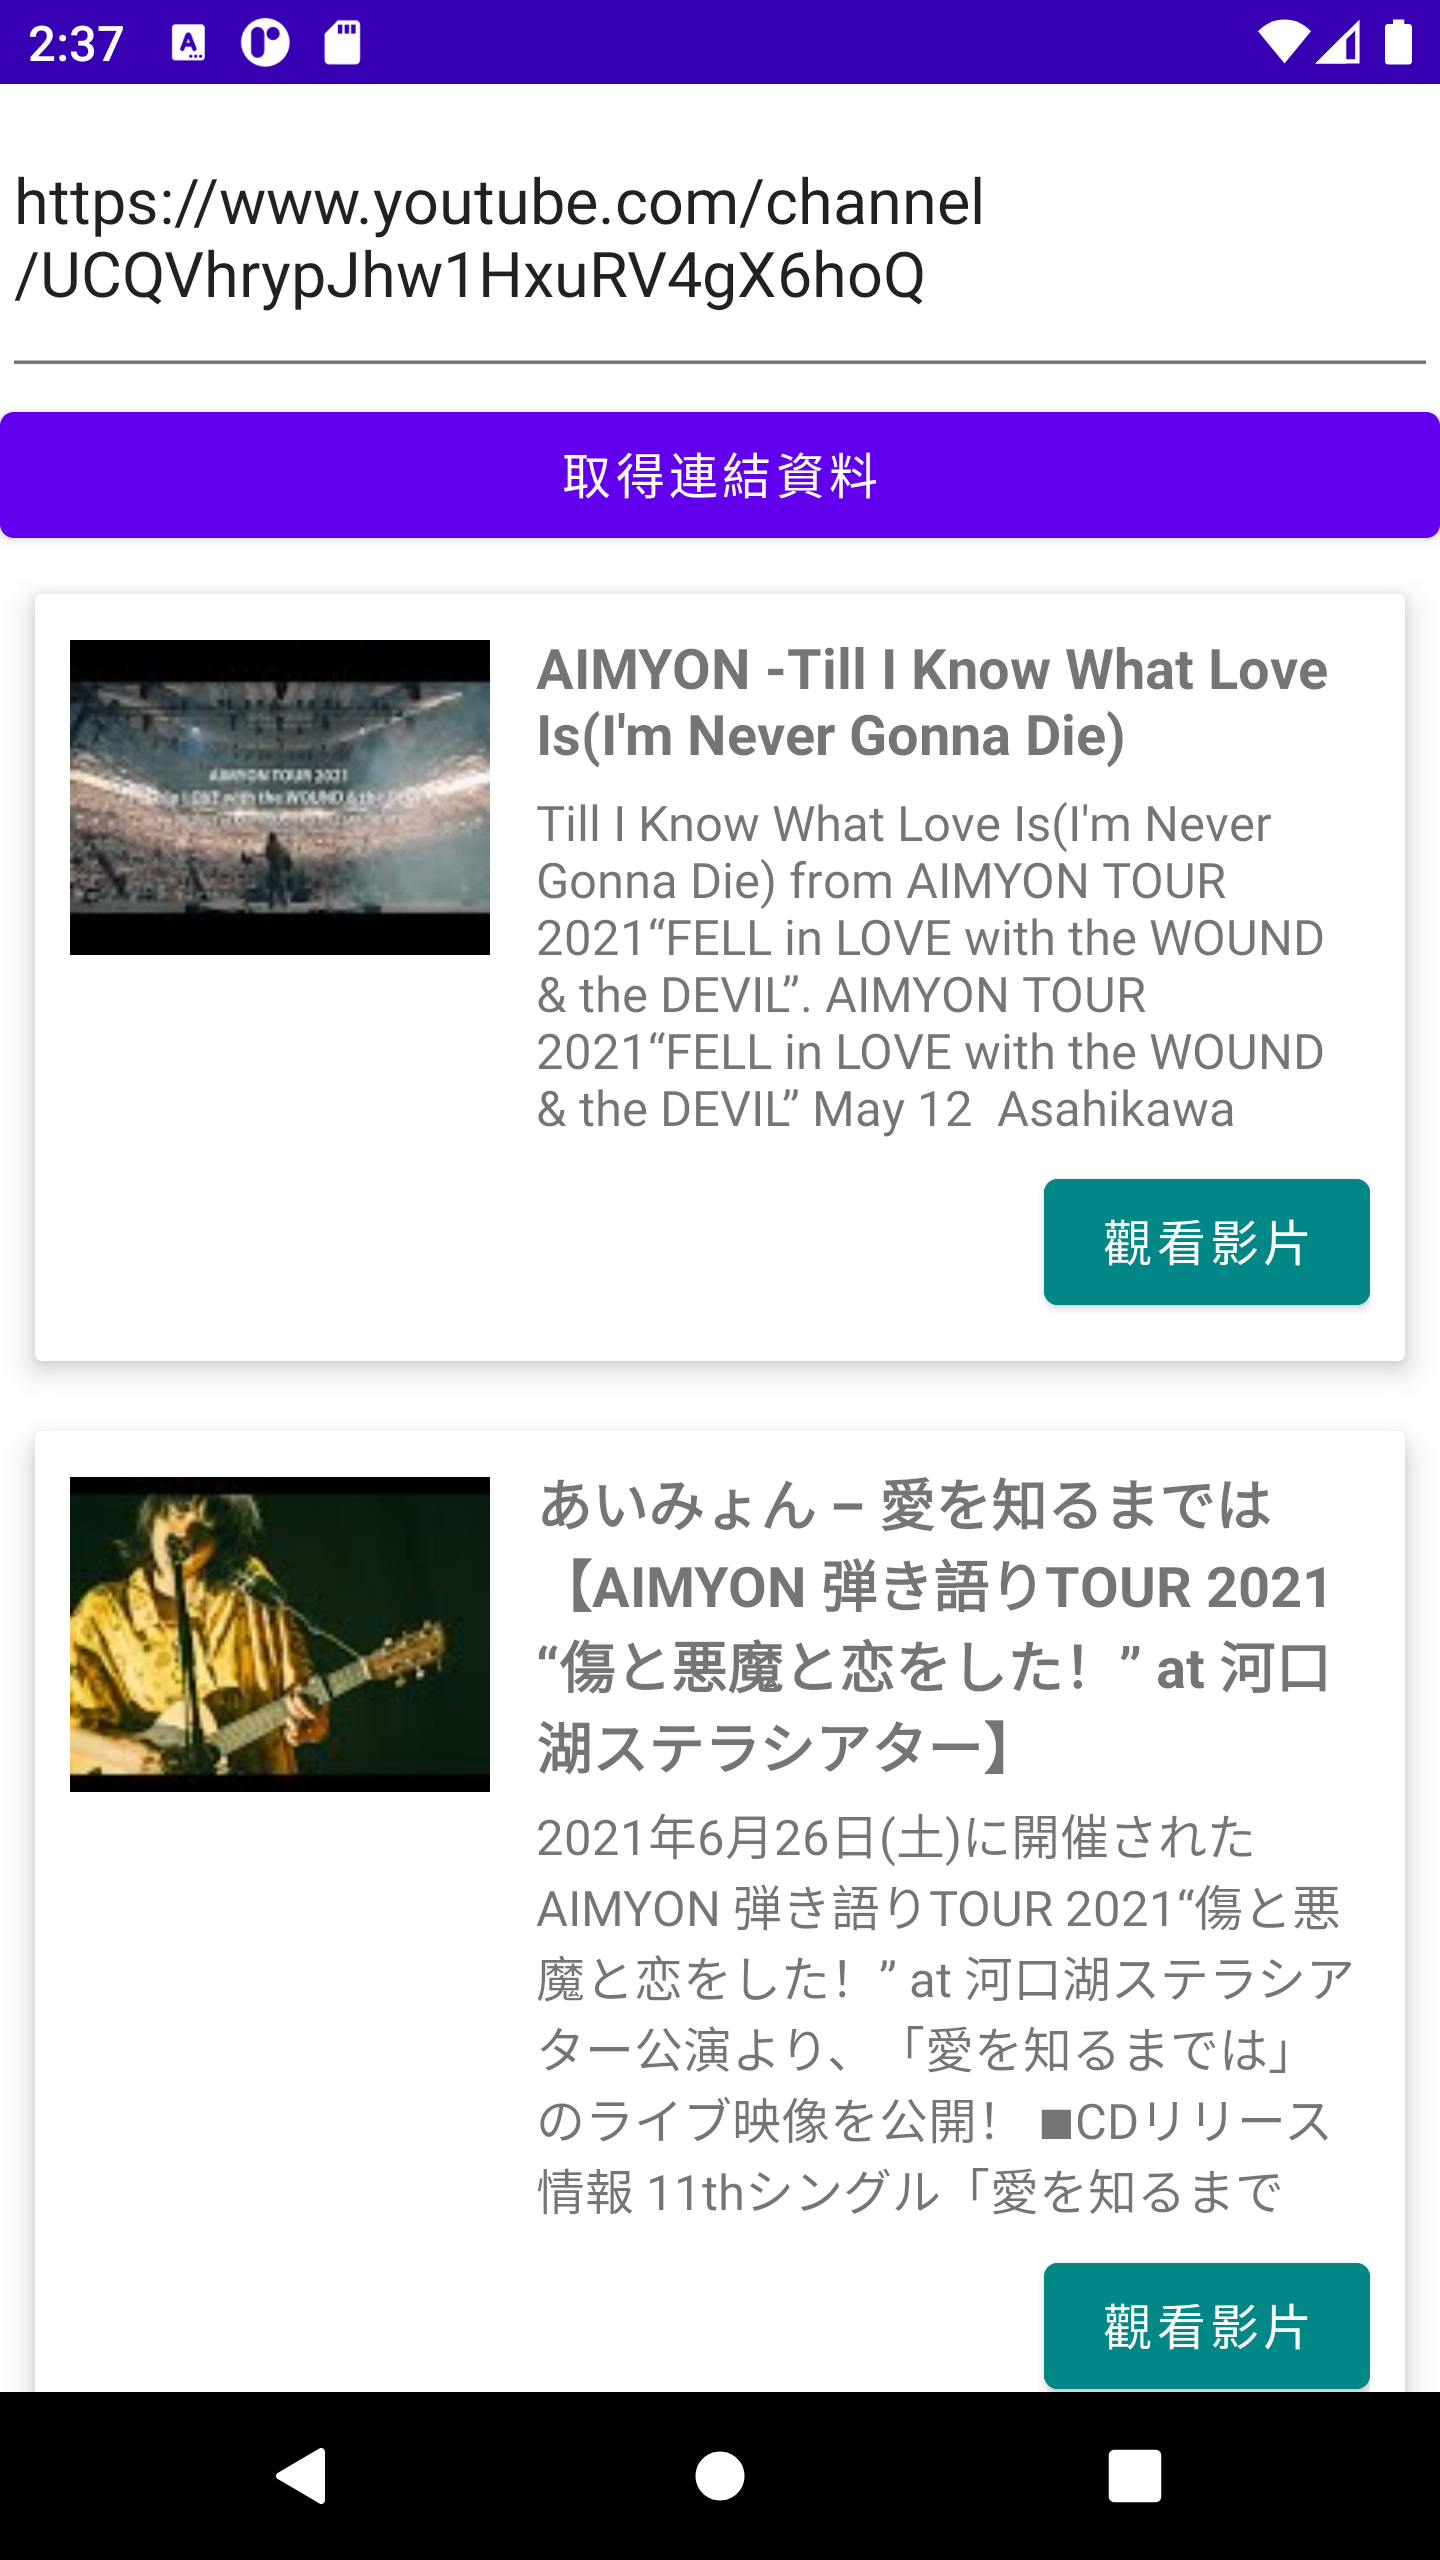 2:37
https://www.youtube.com/channel
/UCQVhrypJhw1HxuRV4gX6hoQ
取得連結資料
AIMYON TOUR 2021
AIMYON -Till I Know What Love
Is(I'm Never Gonna Die)
Till I Know What Love Is(I'm Never
Gonna Die) from AIMYON TOUR
2021“FELL in LOVE with the WOUND
& the DEVIL”. AIMYON TOUR
2021“FELL in LOVE with the WOUND
& the DEVIL” May 12  Asahikawa
觀看影片
あいみょん – 愛を知るまでは
【AIMYON 弾き語りTOUR 2021
“傷と悪魔と恋をした！” at 河口
湖ステラシアター】
2021年6月26日(土)に開催された
AIMYON 弾き語りTOUR 2021“傷と悪
魔と恋をした！” at 河口湖ステラシア
ター公演より、「愛を知るまでは」
のライブ映像を公開！ ■CDリリース
情報 11thシングル「愛を知るまで
觀看影片